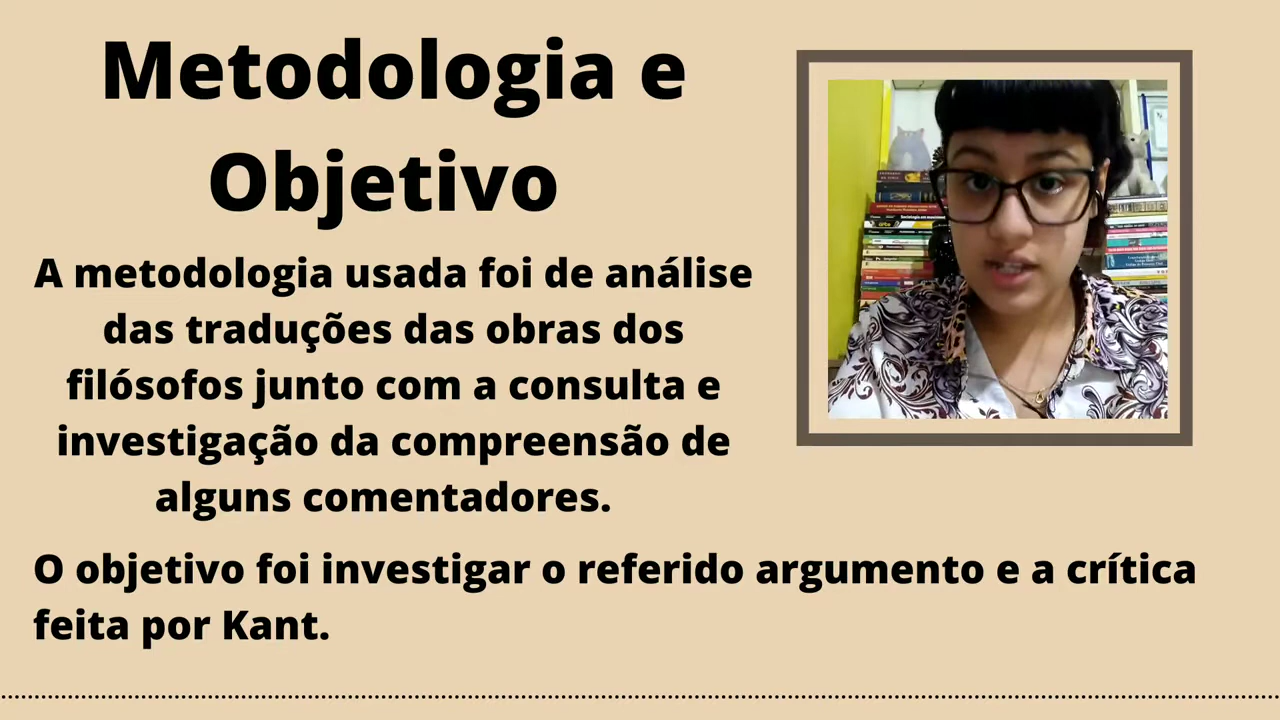 Metodologia e
Objetivo
A metodologia usada foi de análise
das traduções das obras dos
filósofos junto com a consulta e
investigação da compreensão de
alguns comentadores.
O objetivo foi investigar o referido argumento e a crítica
feita por Kant.